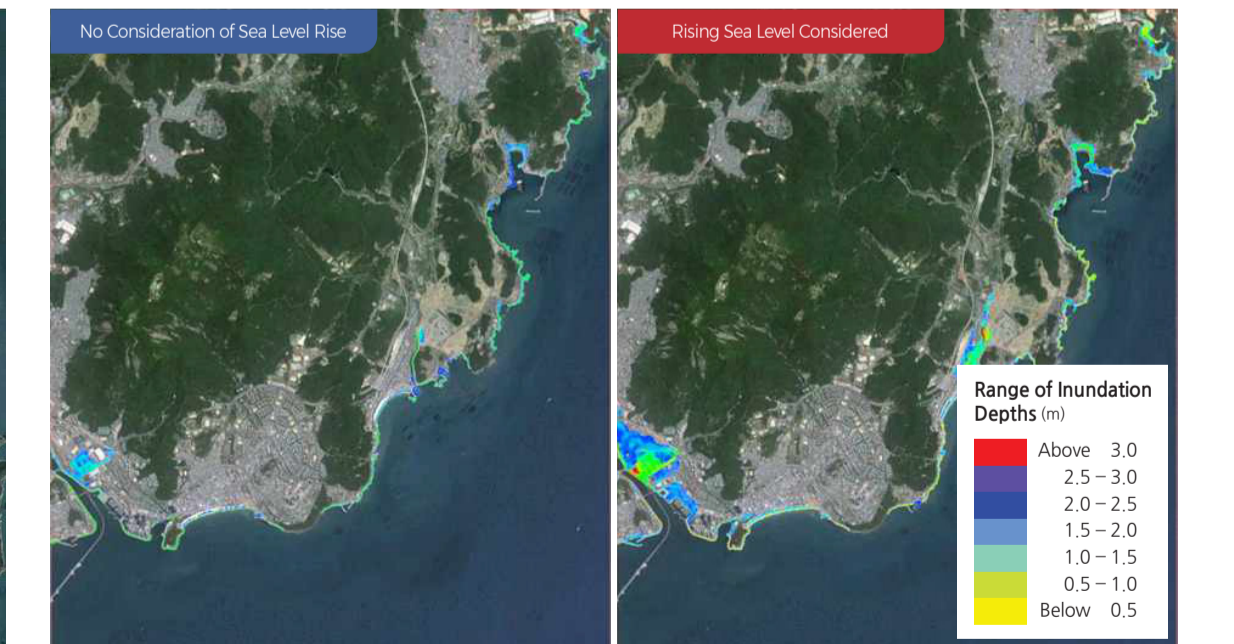 No Consideration of Sea Level Rise
Rising Sea Level Considered
Range of Inundation
Depths (m)
Above 3.0
2.5 – 3.0
2.0 – 2.5
1.5 – 2.0
1.0 – 1.5
0.5 – 1.0
Below 0.5